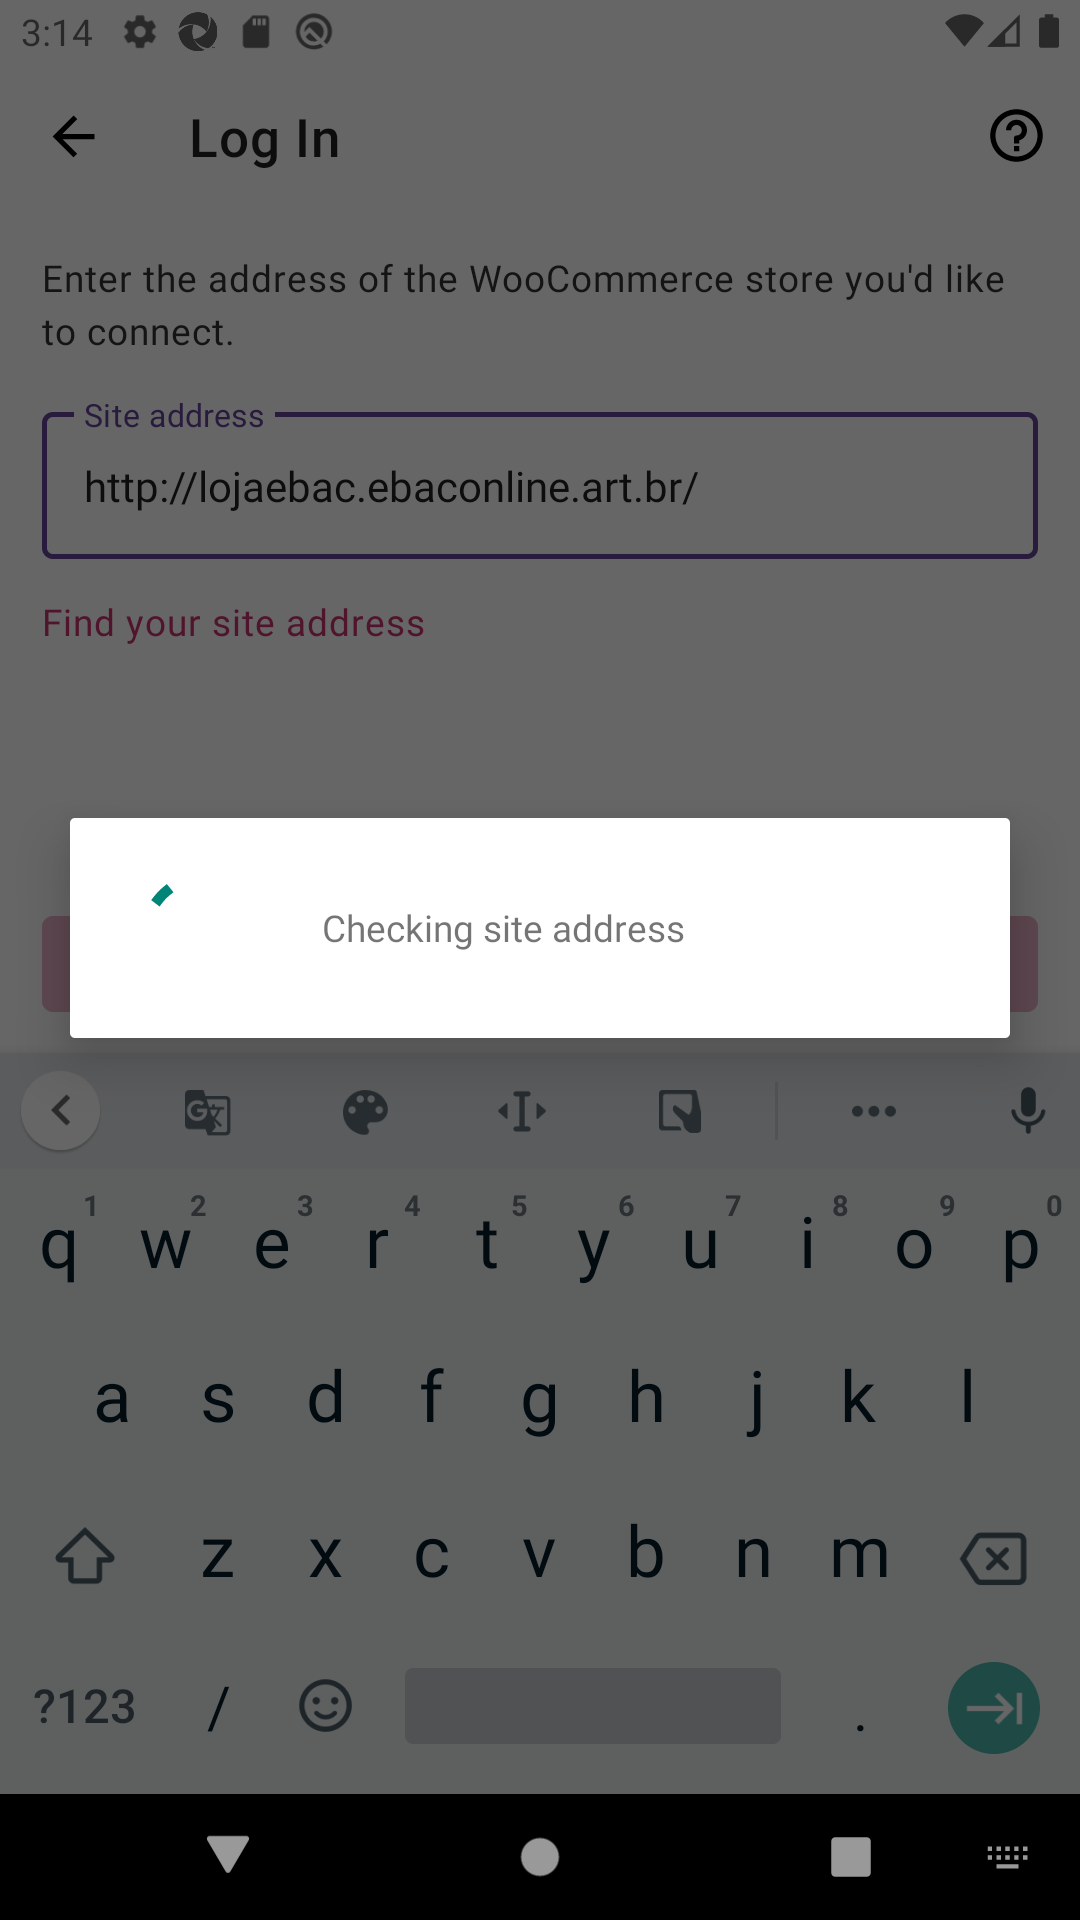 3:14
Log In
Enter the address of the WooCommerce store you'd like
to connect.
Site address
http://lojaebac.ebaconline.art.br/
Find your site address
Checking site address
1 2 3 4 5 6 7 8 9 0
q w e r t y u i o p
a s d f g h j k l
z x c v b n m
?123 / .